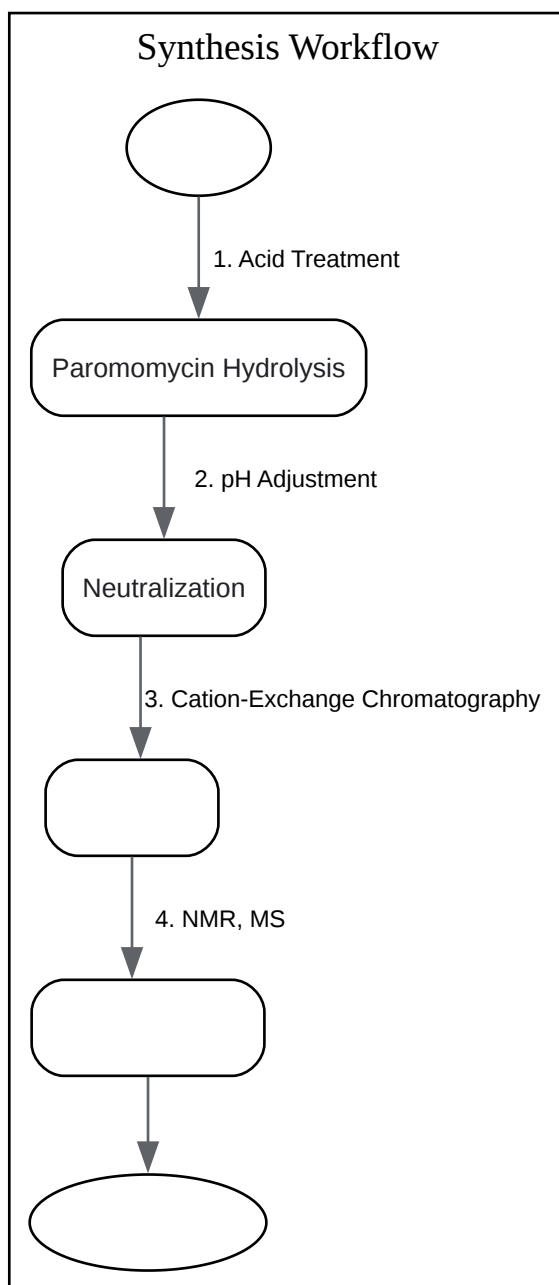 Synthesis Workflow
1. Acid Treatment
Paromomycin Hydrolysis
2. pH Adjustment
Neutralization
3. Cation-Exchange Chromatography
4. NMR, MS